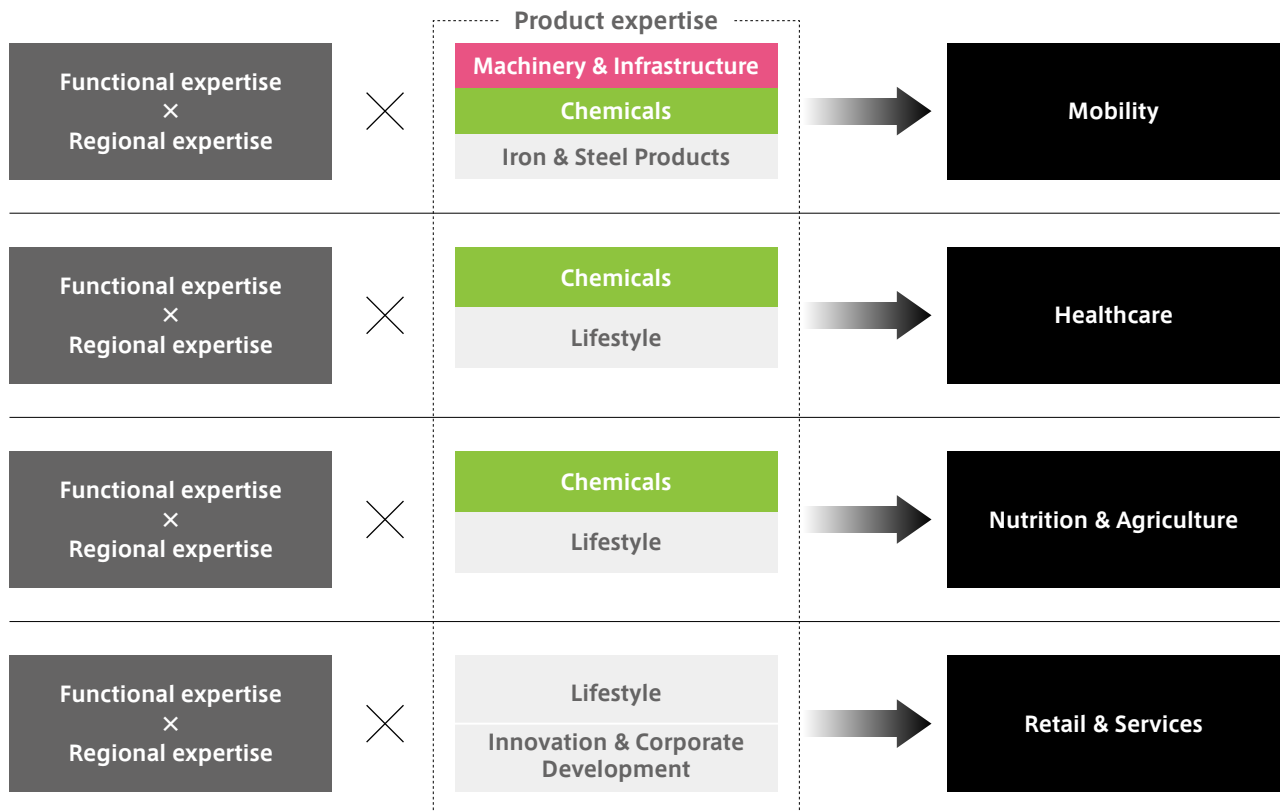 Product expertise
Functional expertise
×
Regional expertise
×
Machinery & Infrastructure
Chemicals
Iron & Steel Products
Mobility
Functional expertise
×
Regional expertise
×
Chemicals
Lifestyle
Healthcare
Functional expertise
×
Regional expertise
×
Chemicals
Lifestyle
Nutrition & Agriculture
Functional expertise
×
Regional expertise
×
Lifestyle
Innovation & Corporate
Development
Retail & Services